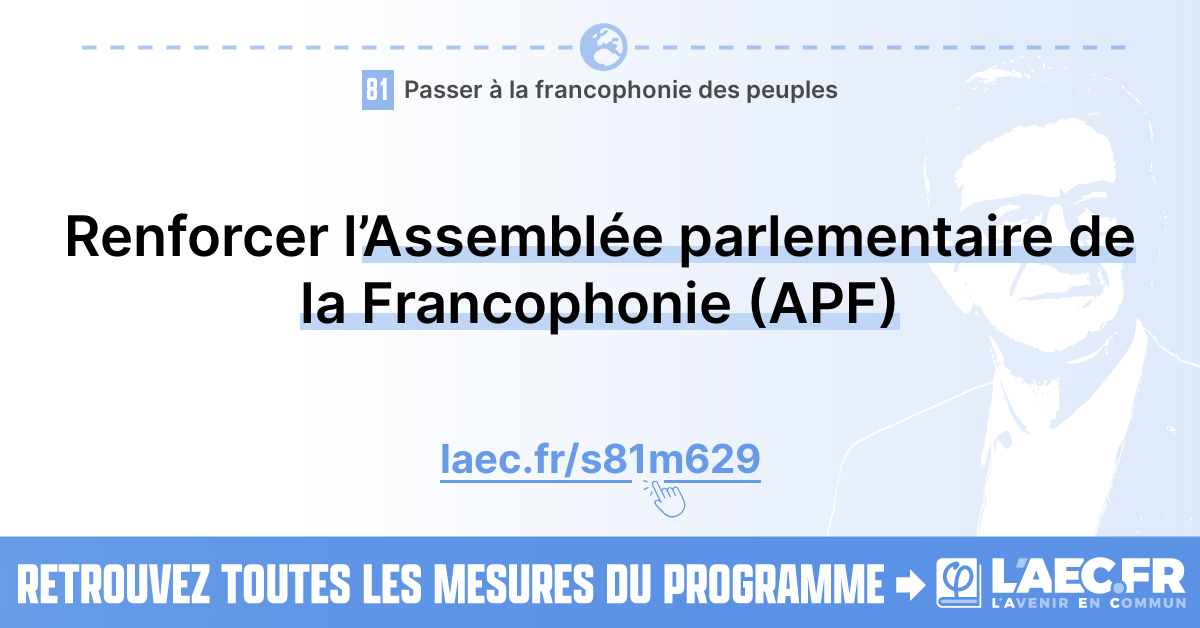 81 Passer à la francophonie des peuples
Renforcer l’Assemblée parlementaire de
la Francophonie (APF)
laec.fr/s81m629
RETROUVEZ TOUTES LES MESURES DU PROGRAMME
L'AEC.FR
L'AVENIR EN COMMUN